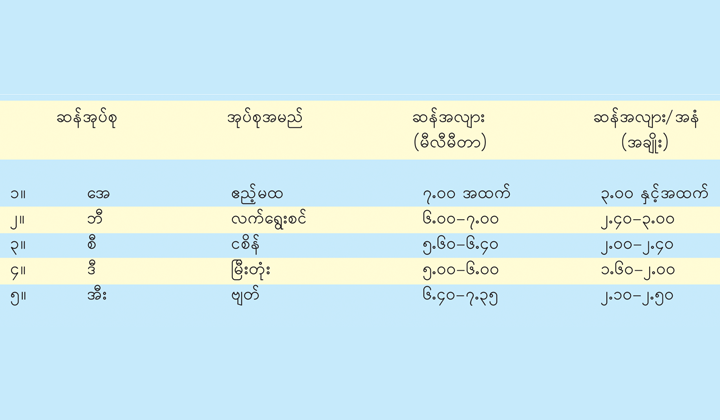 ဆန်အုပ်စု အုပ်စုအမည် ဆန်အလျား ဆန်အလျား/အနံ
(မီလီမီတာ) (အချိုး)
၁။ အေ ဧည့်မထ ၇.၀၀ အထက် ၃.၀၀ နှင့်အထက်
၂။ ဘီ လက်ရွေးစင် ၆.၀၀–၇.၀၀ ၂.၄၀–၃.၀၀
၃။ စီ ငစိန် ၅.၆၀–၆.၄၀ ၂.၀၀–၂.၄၀
၄။ ဒီ မြီးတုံး ၅.၀၀–၆.၀၀ ၁.၆၀–၂.၀၀
၅။ အီး ဗျတ် ၆.၄၀–၇.၃၅ ၂.၁၀–၂.၅၀